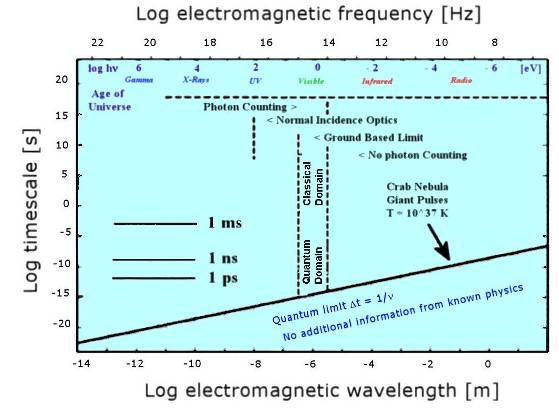 Log electromagnetic frequency [Hz]
22 20 18 17 16 14 12 10 8
log hν 6 4 2 0 - 2 - 4 - 6 [eV]
Gamma X-Rays UV Visible Infrared Radio
20
Age of
Universe
Photon Counting >
15
< Normal Incidence Optics
< Ground Based Limit
10
< No photon Counting
5
Classical
Domain
Crab Nebula
Giant Pulses
T ~ 10^37 K
0
1 ms
-5
Quantum
Domain
1 ns
-10
1 ps
-15
Quantum limit Δt = 1/ν
No additional information from known physics
-20
Log timescale [s]
-14 -12 -10 -8 -6 -4 -2 0
Log electromagnetic wavelength [m]